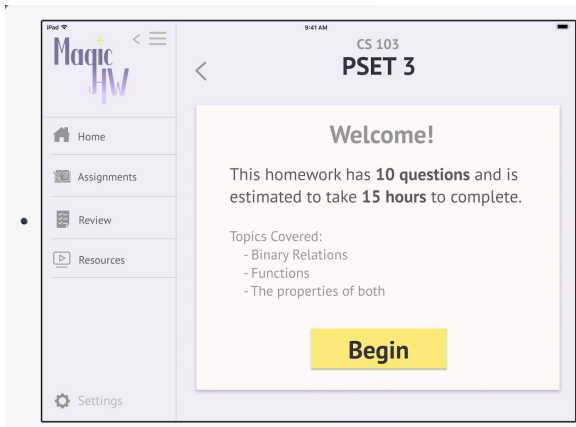 iPad
9:41 AM
Magic
HW
CS 103
PSET 3
Home
Assignments
Review
Resources
Settings
Welcome!
This homework has 10 questions and is
estimated to take 15 hours to complete.
Topics Covered:
- Binary Relations
- Functions
- The properties of both
Begin